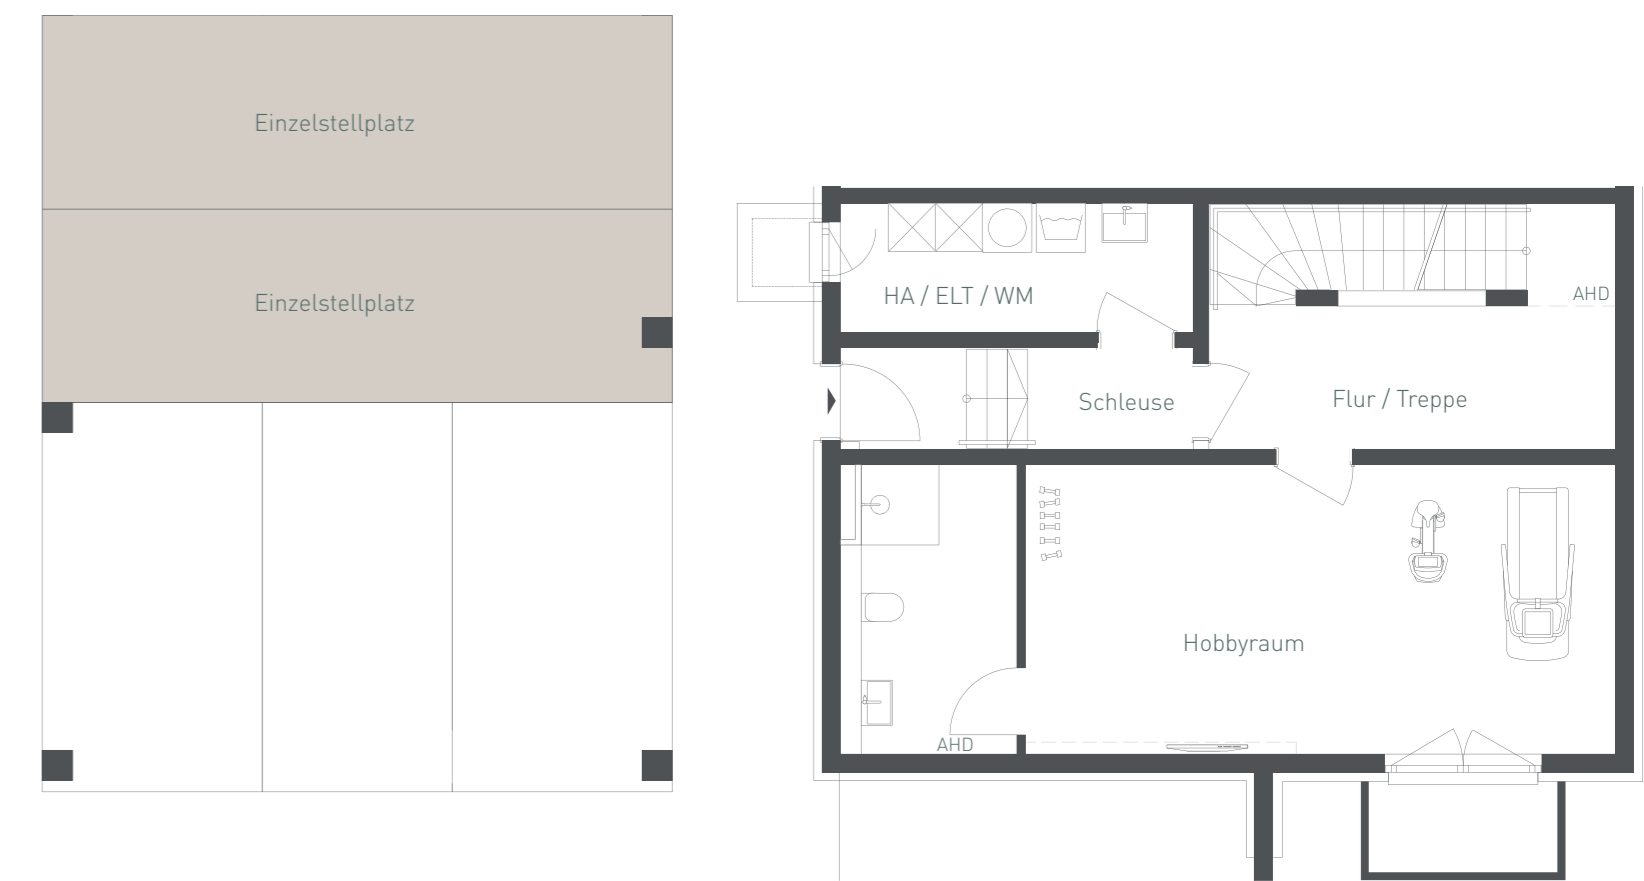 Einzelstellplatz
Einzelstellplatz
HA / ELT / WM
AHD
Schleuse
Flur / Treppe
Hobbyraum
AHD